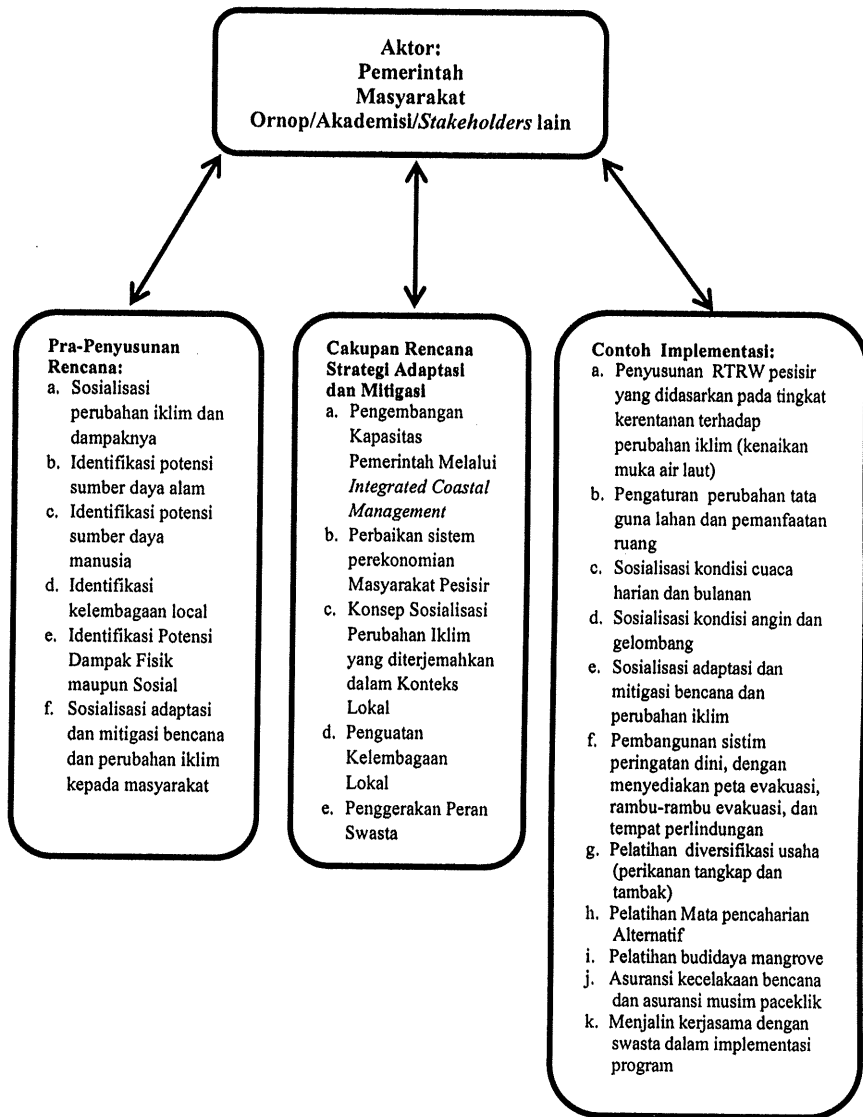 Aktor:
Pemerintah
Masyarakat
Ornop/Akademisi/Stakeholders lain
Pra-Penyusunan
Rencana:
a. Sosialisasi
perubahan iklim dan
dampaknya
b. Identifikasi potensi
sumber daya alam
c. Identifikasi potensi
sumber daya
manusia
d. Identifikasi
kelembagaan local
e. Identifikasi Potensi
Dampak Fisik
maupun Sosial
f. Sosialisasi adaptasi
dan mitigasi bencana
dan perubahan iklim
kepada masyarakat
Cakupan Rencana
Strategi Adaptasi
dan Mitigasi
a. Pengembangan
Kapasitas
Pemerintah Melalui
Integrated Coastal
Management
b. Perbaikan sistem
perekonomian
Masyarakat Pesisir
c. Konsep Sosialisasi
Perubahan Iklim
yang diterjemahkan
dalam Konteks
Lokal
d. Penguatan
Kelembagaan
Lokal
e. Penggerakan Peran
Swasta
Contoh Implementasi:
a. Penyusunan RTRW pesisir
yang didasarkan pada tingkat
kerentanan terhadap
perubahan iklim (kenaikan
muka air laut)
b. Pengaturan perubahan tata
guna lahan dan pemanfaatan
ruang
c. Sosialisasi kondisi cuaca
harian dan bulanan
d. Sosialisasi kondisi angin dan
gelombang
e. Sosialisasi adaptasi dan
mitigasi bencana dan
perubahan iklim
f. Pembangunan sistim
peringatan dini, dengan
menyediakan peta evakuasi,
rambu-rambu evakuasi, dan
tempat perlindungan
g. Pelatihan diversifikasi usaha
(perikanan tangkap dan
tambak)
h. Pelatihan Mata pencaharian
Alternatif
i. Pelatihan budidaya mangrove
j. Asuransi kecelakaan bencana
dan asuransi musim paceklik
k. Menjalin kerjasama dengan
swasta dalam implementasi
program